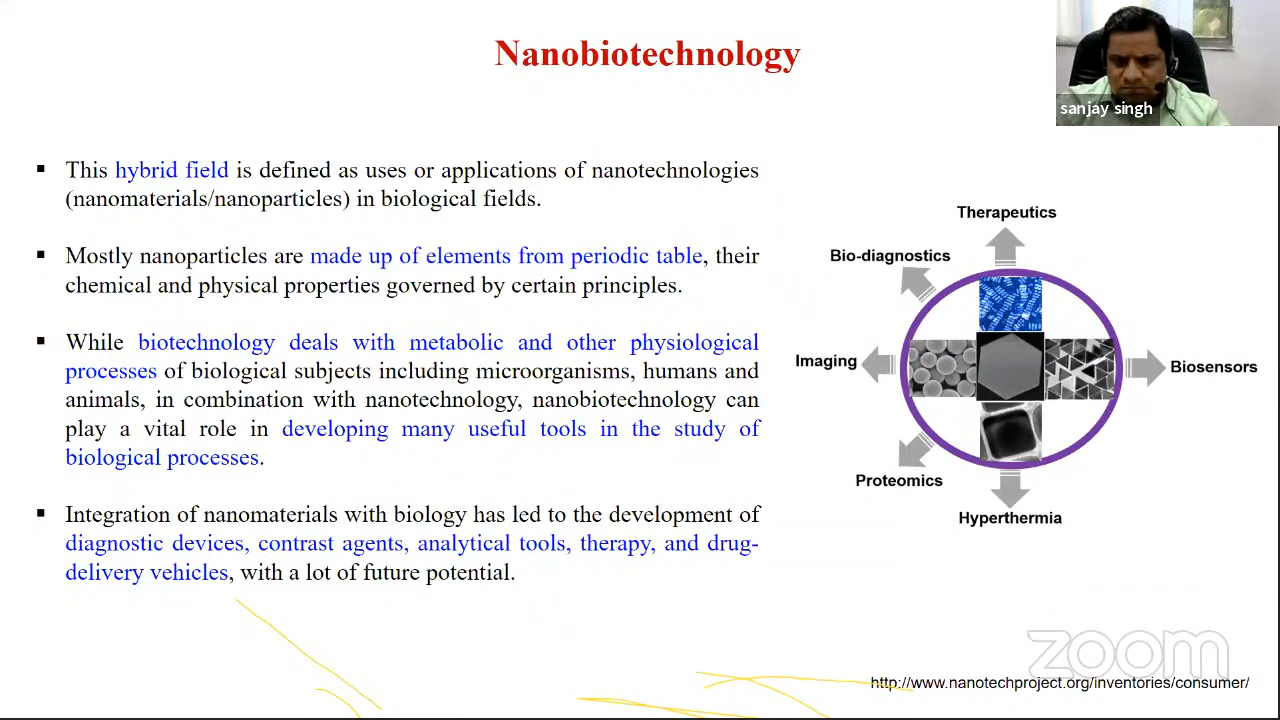 Nanobiotechnology
sanjay singh
▪ This hybrid field is defined as uses or applications of nanotechnologies
(nanomaterials/nanoparticles) in biological fields.
▪ Mostly nanoparticles are made up of elements from periodic table, their
chemical and physical properties governed by certain principles.
▪ While biotechnology deals with metabolic and other physiological
processes of biological subjects including microorganisms, humans and
animals, in combination with nanotechnology, nanobiotechnology can
play a vital role in developing many useful tools in the study of
biological processes.
▪ Integration of nanomaterials with biology has led to the development of
diagnostic devices, contrast agents, analytical tools, therapy, and drug-
delivery vehicles, with a lot of future potential.
Therapeutics
Bio-diagnostics
Imaging
Biosensors
Proteomics
Hyperthermia
zoom
http://www.nanotechproject.org/inventories/consumer/